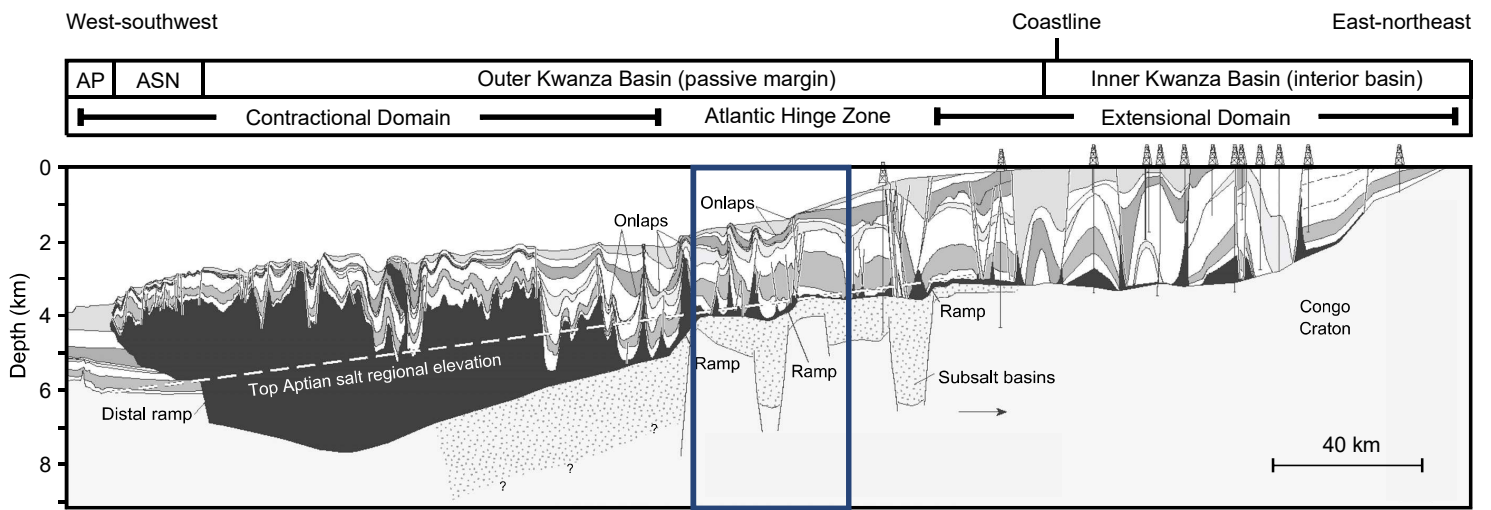 West-southwest
Coastline
East-northeast
AP
ASN
Outer Kwanza Basin (passive margin)
Inner Kwanza Basin (interior basin)
Contractional Domain
Atlantic Hinge Zone
Extensional Domain
0
2
4
6
8
Depth (km)
Onlaps
Onlaps
Top Aptian salt regional elevation
Distal ramp
Ramp
Ramp
Ramp
Subsalt basins
Congo
Craton
?
?
?
40 km